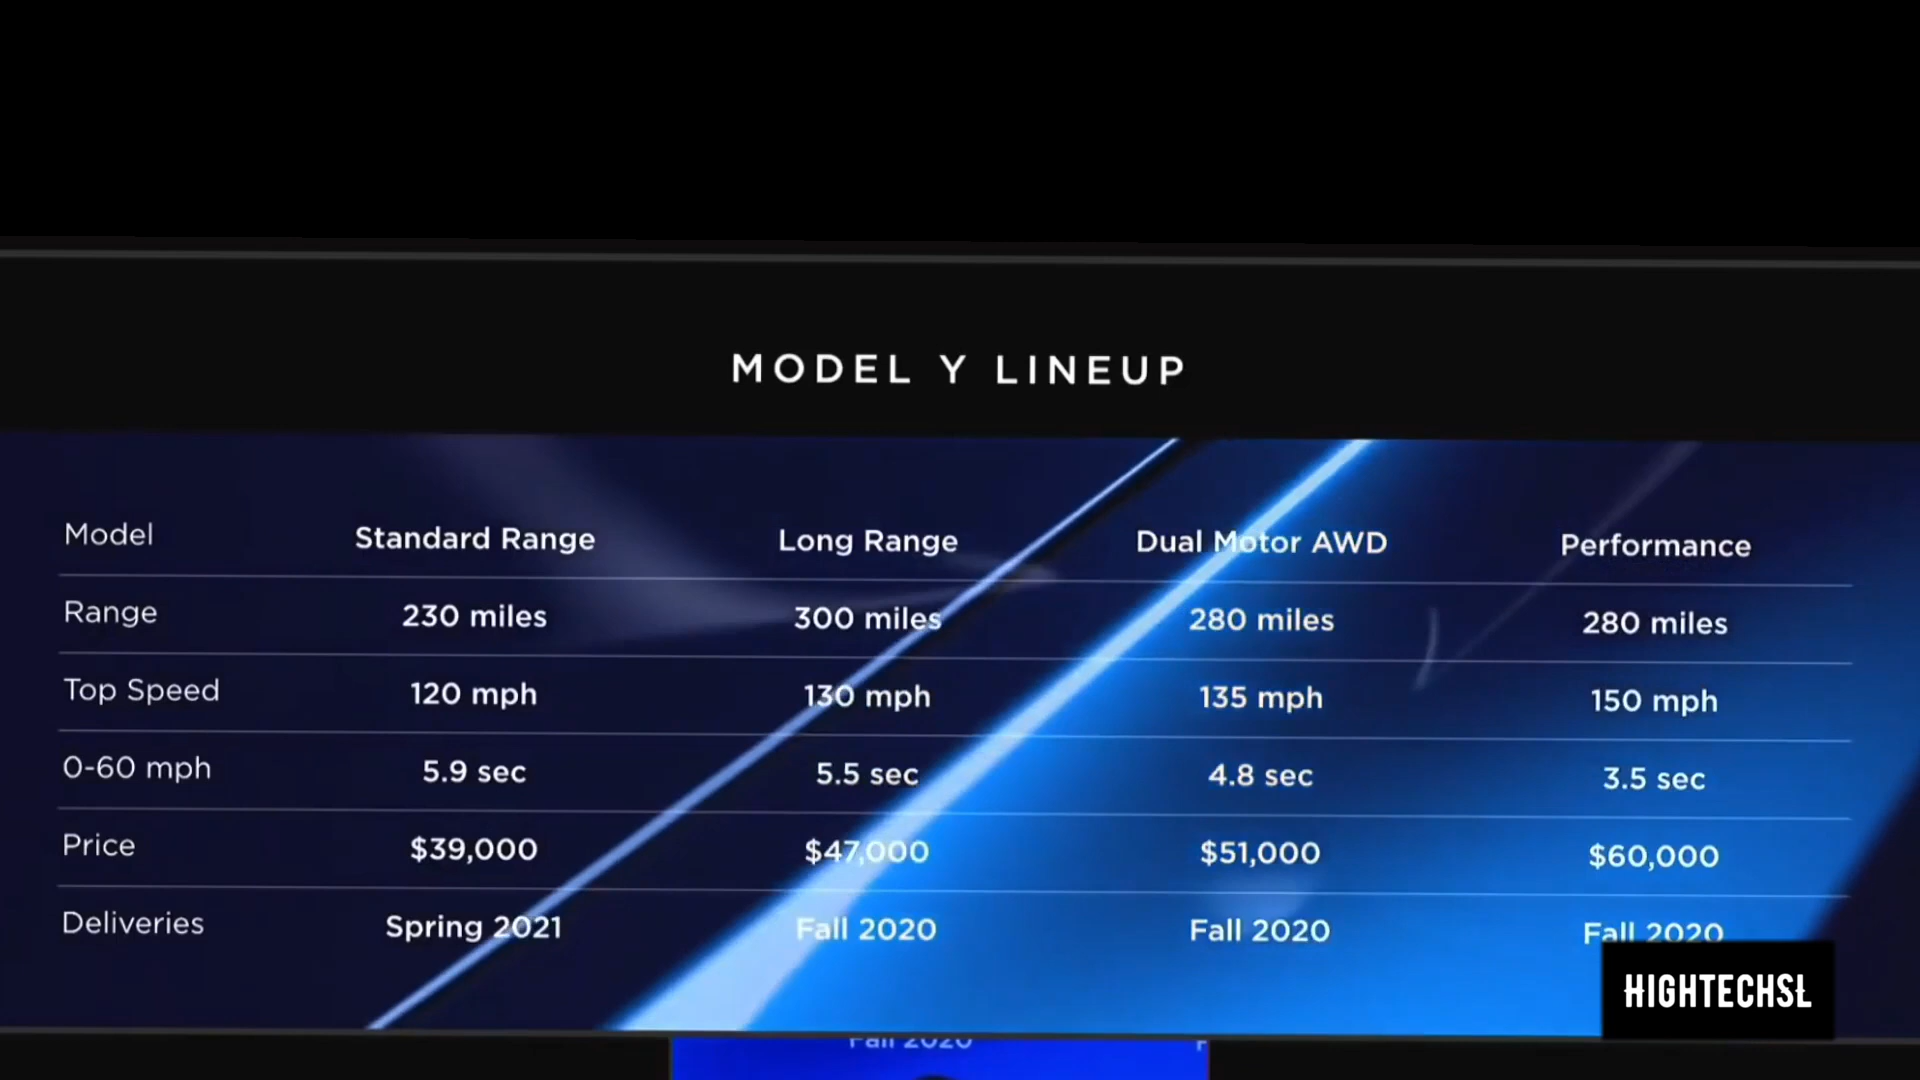 MODEL Y LINEUP
Model Standard Range Long Range Dual Motor AWD Performance
Range 230 miles 300 miles 280 miles 280 miles
Top Speed 120 mph 130 mph 135 mph 150 mph
0-60 mph 5.9 sec 5.5 sec 4.8 sec 3.5 sec
Price $39,000 $47,000 $51,000 $60,000
Deliveries Spring 2021 Fall 2020 Fall 2020 Fall 2020
HIGHTECHSL
Fall 2020